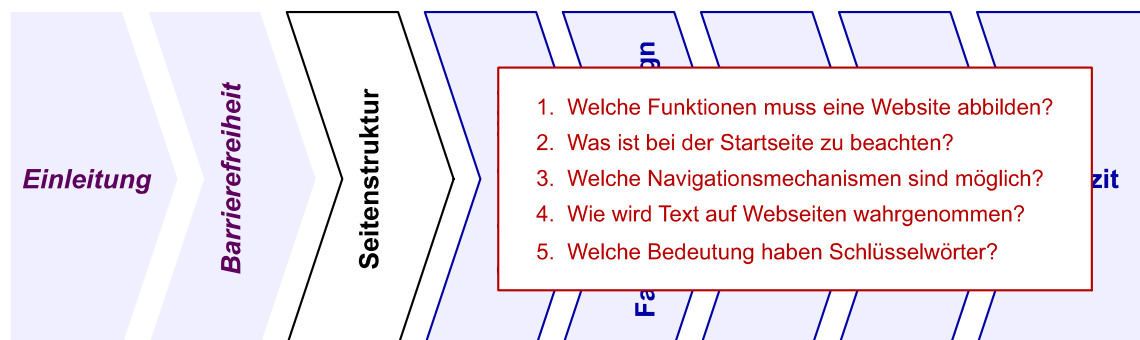 Einleitung
Barrierefreiheit
Seitenstruktur
1. Welche Funktionen muss eine Website abbilden?
2. Was ist bei der Startseite zu beachten?
3. Welche Navigationsmechanismen sind möglich?
4. Wie wird Text auf Webseiten wahrgenommen?
5. Welche Bedeutung haben Schlüsselwörter?